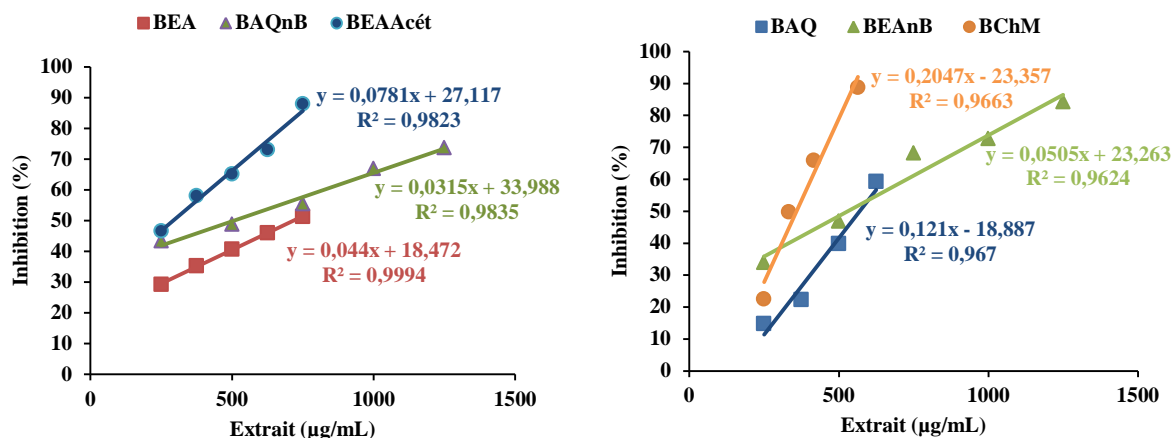 BEA BAQnB BEAAcét
100
90
80
70
60
50
40
30
20
10
0
Inhibition (%)
y = 0,0781x + 27,117
R² = 0,9823
y = 0,0315x + 33,988
R² = 0,9835
y = 0,044x + 18,472
R² = 0,9994
0 500 1000 1500
Extrait (µg/mL)
BAQ BEAnB BChM
100
90
80
70
60
50
40
30
20
10
0
Inhibition (%)
y = 0,2047x - 23,357
R² = 0,9663
y = 0,0505x + 23,263
R² = 0,9624
y = 0,121x - 18,887
R² = 0,967
0 500 1000 1500
Extrait (µg/mL)